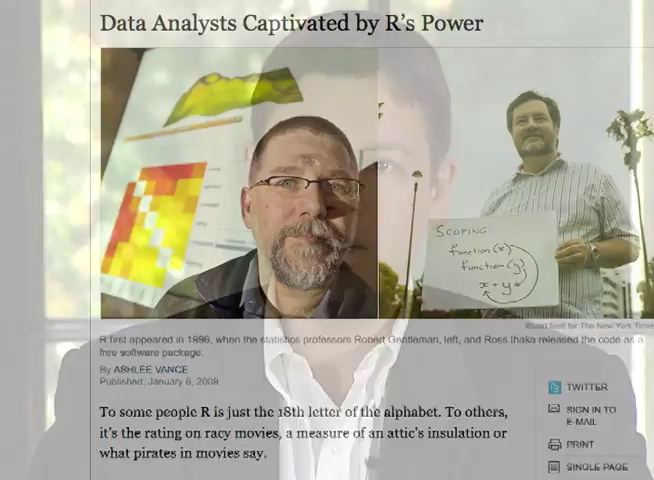 Data Analysts Captivated by R's Power
SCOPING:
function(x)
function(y)
x + y
Stuart Isett for The New York Times
R first appeared in 1996, when the statistics professors Robert Gentleman, left, and Ross Ihaka released the code as a
free software package.
By ASHLEE VANCE
Published: January 6, 2009
To some people R is just the 18th letter of the alphabet. To others,
it's the rating on racy movies, a measure of an attic's insulation or
what pirates in movies say.
TWITTER
SIGN IN TO
E-MAIL
PRINT
SINGLE PAGE